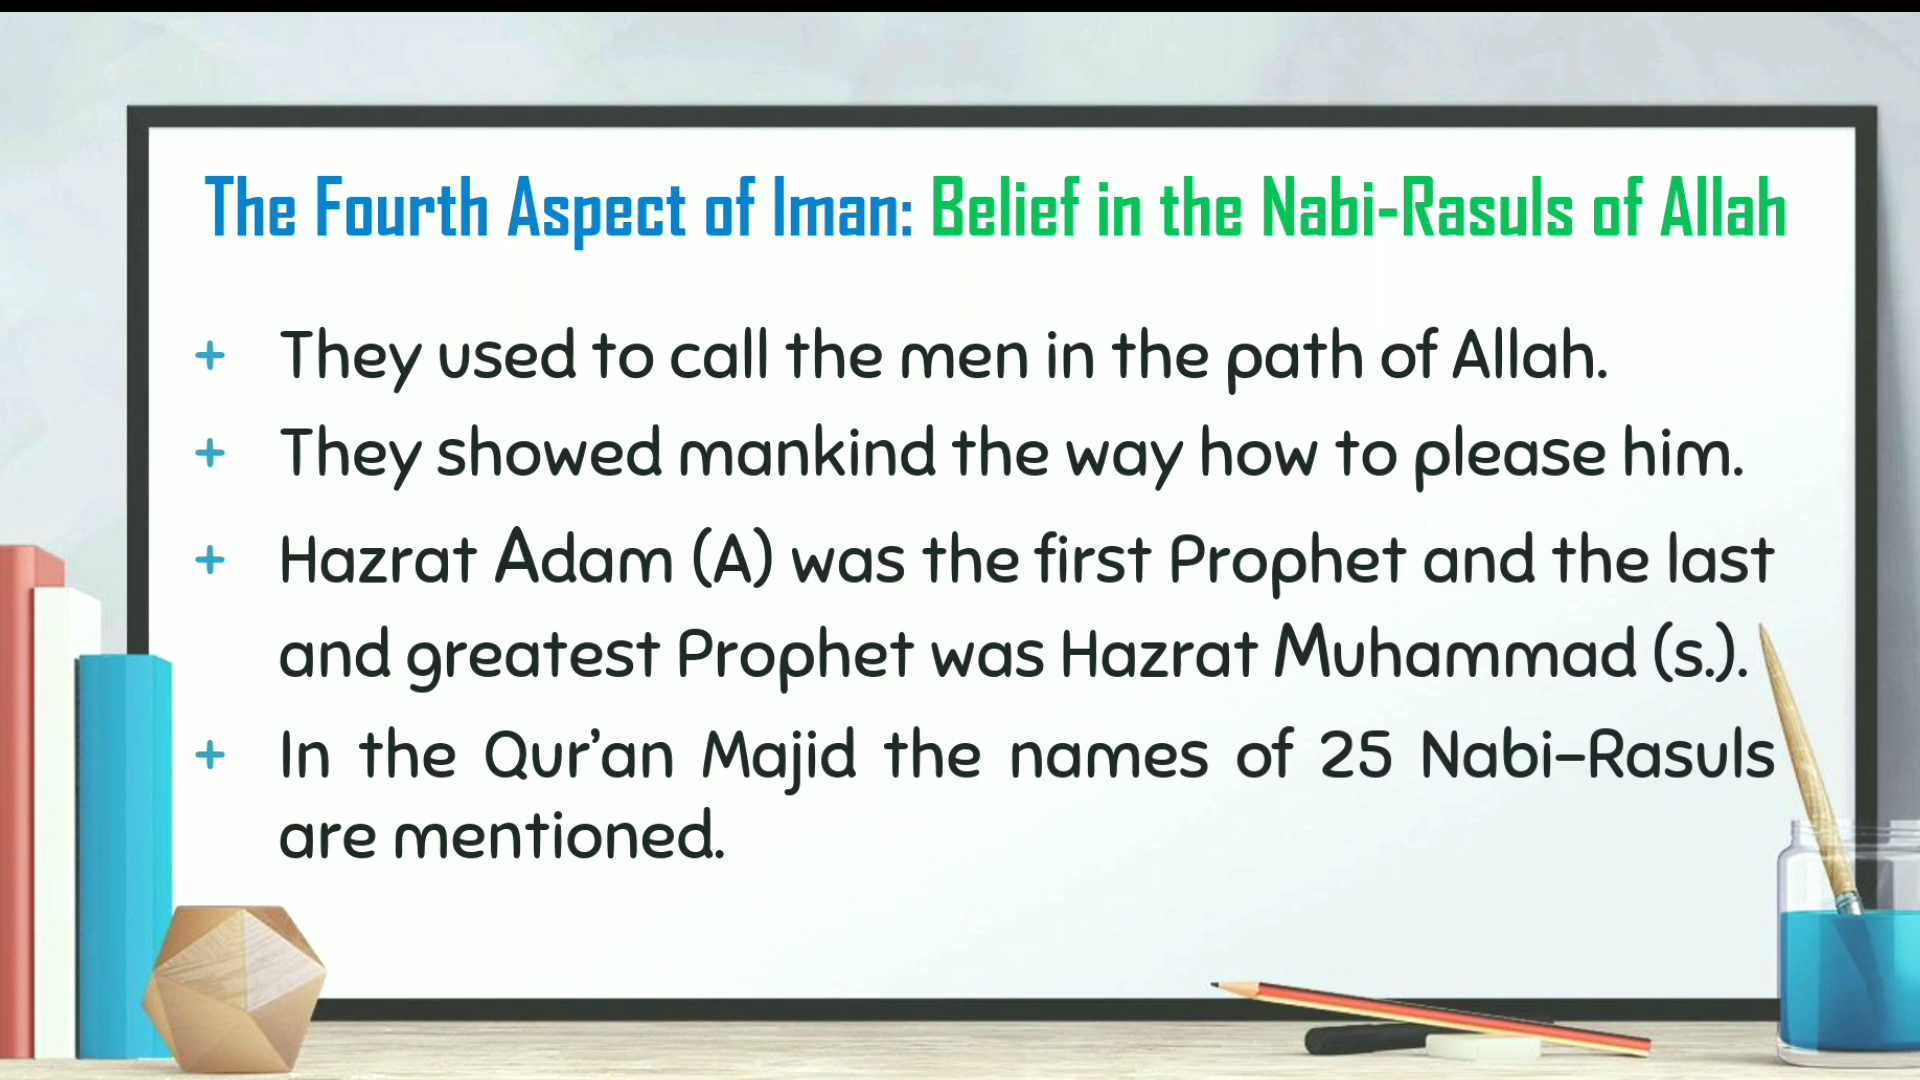 The Fourth Aspect of Iman: Belief in the Nabi-Rasuls of Allah
+ They used to call the men in the path of Allah.
+ They showed mankind the way how to please him.
+ Hazrat Adam (A) was the first Prophet and the last
and greatest Prophet was Hazrat Muhammad (s.).
+ In the Qur’an Majid the names of 25 Nabi–Rasuls
are mentioned.